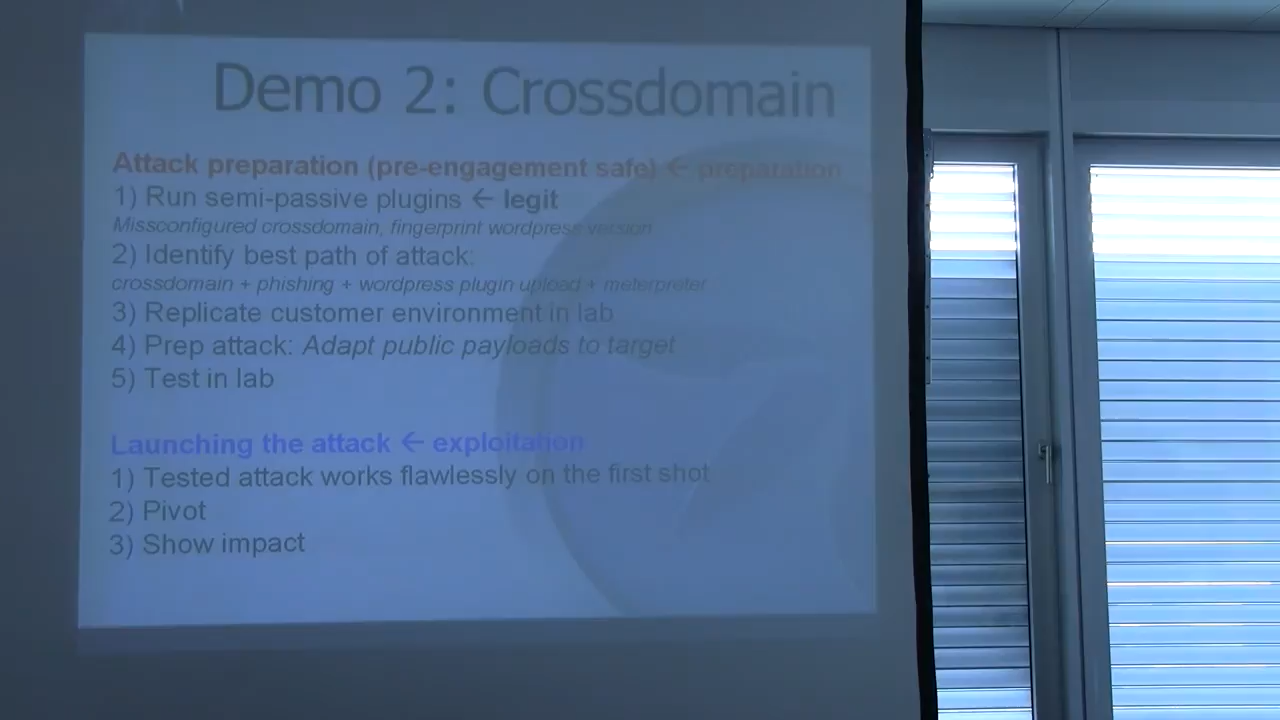 Demo 2: Crossdomain
Attack preparation (pre-engagement safe) ← preparation
1) Run semi-passive plugins ← legit
Missconfigured crossdomain, fingerprint wordpress version
2) Identify best path of attack:
crossdomain + phishing + wordpress plugin upload + meterpreter
3) Replicate customer environment in lab
4) Prep attack: Adapt public payloads to target
5) Test in lab
Launching the attack ← exploitation
1) Tested attack works flawlessly on the first shot
2) Pivot
3) Show impact